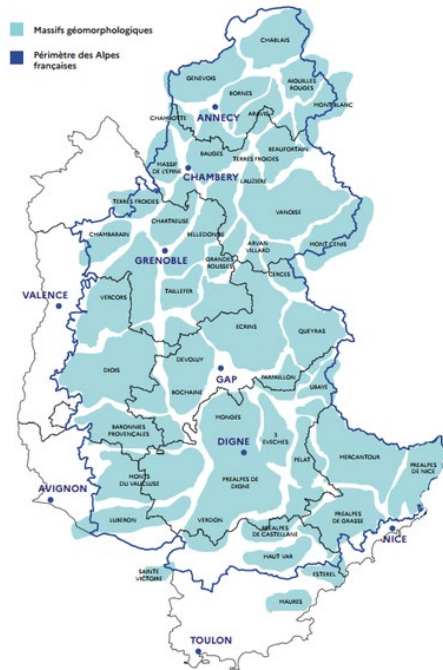 Massifs géomorphologiques
Périmètre des Alpes
françaises
CHABLAIS
GENEVOIS
AIGUILLES
ROUGES
BORNES
MONT BLANC
ANNECY
ARAVIS
CHAMBOTTE
BEAUFORTAIN
BAUGES
MASSIF
DE L'EPINE
TERRES FROIDES
CHAMBERY
LAUZIERE
TERRES FROIDES
VANOISE
CHARTREUSE
CHAMBARAIN
BELLEDONNE
ARVAN
VILLARD
MONT CENIS
GRENOBLE
GRANDES
ROUSSES
CERCES
VALENCE
VERCORS
TAILLEFER
ECRINS
QUEYRAS
DEVOLUY
DIOIS
GAP
PARPAILLON
UBAYE
BOCHAINE
MONGES
BARONNIES
PROVENÇALES
3
EVECHES
DIGNE
PELAT
MERCANTOUR
PREALPES
DE NICE
MONTS
DU VAUCLUSE
PREALPES DE
DIGNE
AVIGNON
LUBERON
VERDON
PREALPES
DE GRASSE
PREALPES DE
CASTELLANE
NICE
HAUT VAR
SAINTE
VICTOIRE
ESTEREL
MAURES
TOULON